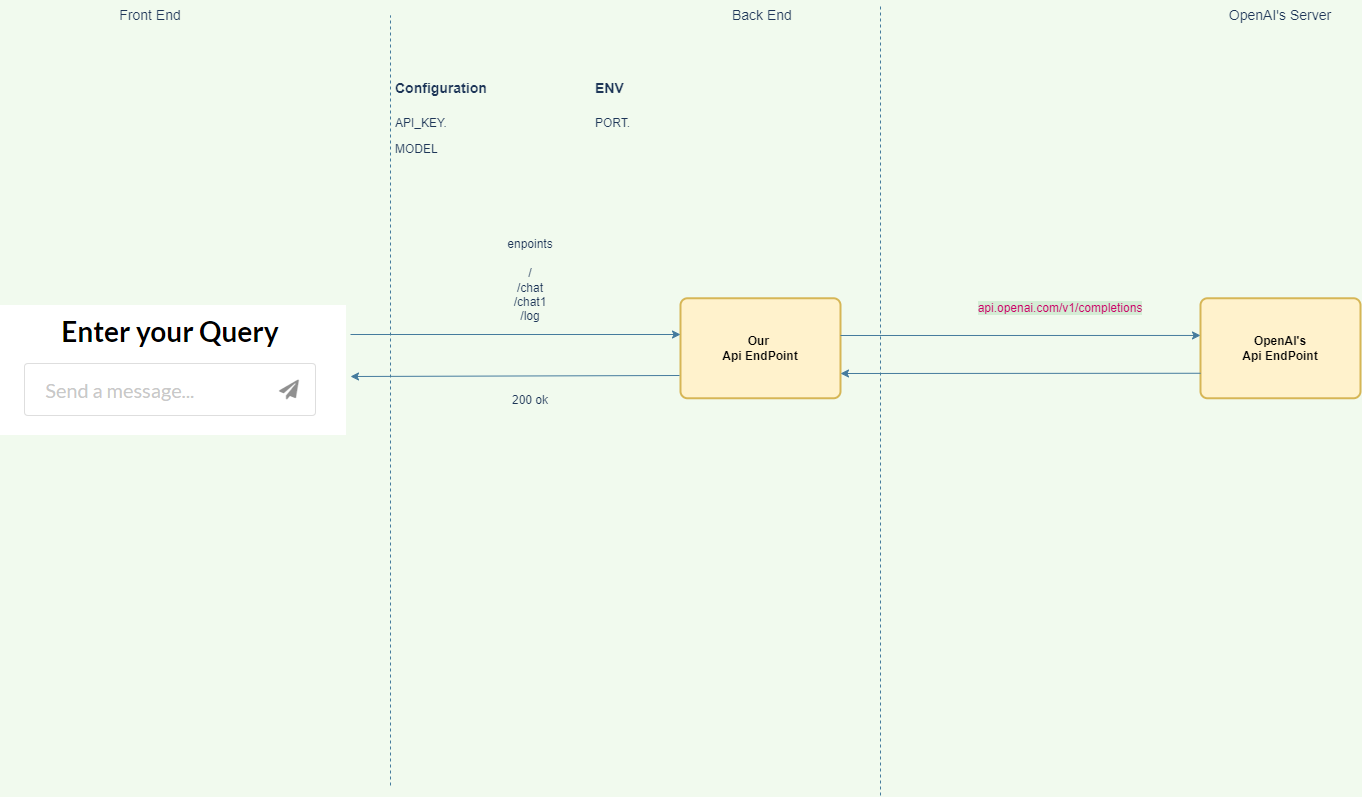 Front End
Back End
OpenAI's Server
Configuration
ENV
API_KEY.
PORT.
MODEL
enpoints
/
/chat
/chat1
/log
api.openai.com/v1/completions
Enter your Query
Send a message...
Our
Api EndPoint
OpenAI's
Api EndPoint
200 ok